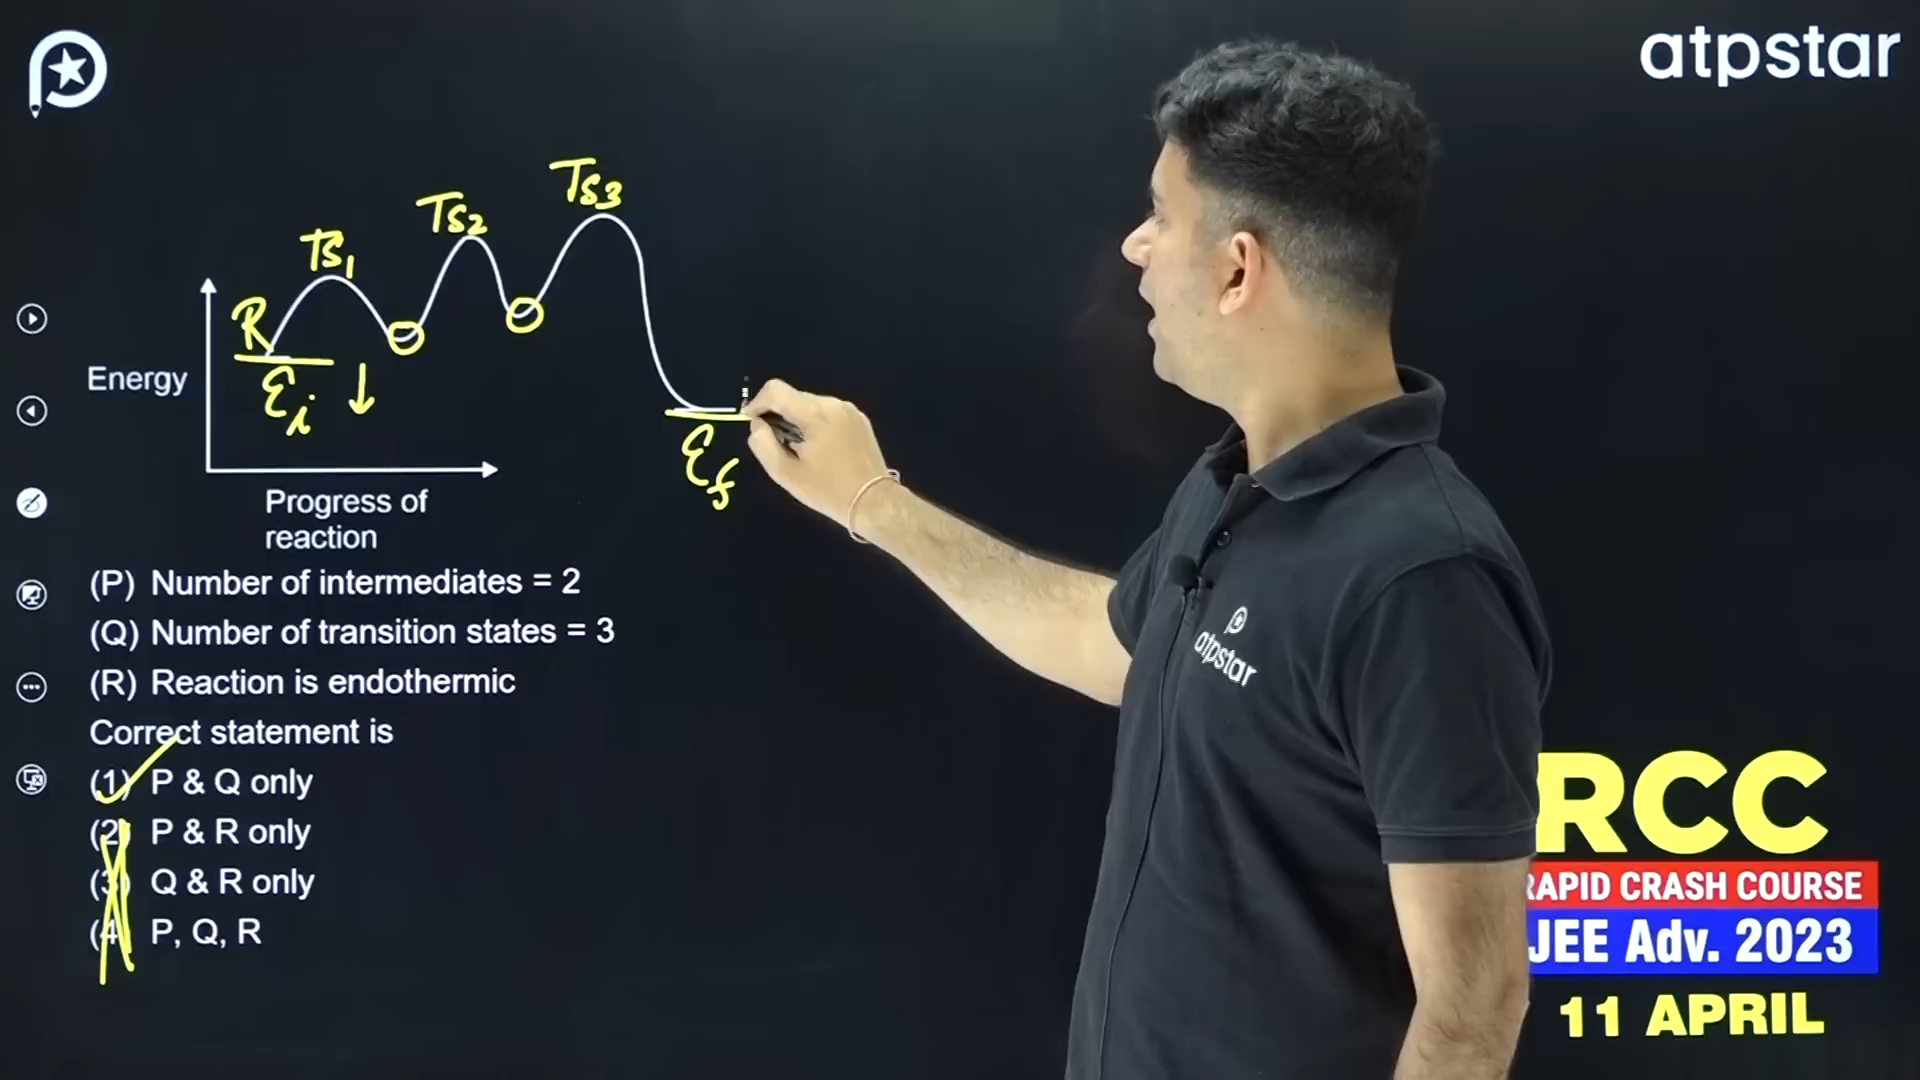 atpstar
TS3
TS2
TS1
R
Energy
Ei
Ef
Progress of
reaction
(P) Number of intermediates = 2
(Q) Number of transition states = 3
(R) Reaction is endothermic
Correct statement is
(1) P & Q only
(2) P & R only
(3) Q & R only
(4) P, Q, R
atpstar
RCC
RAPID CRASH COURSE
JEE Adv. 2023
11 APRIL